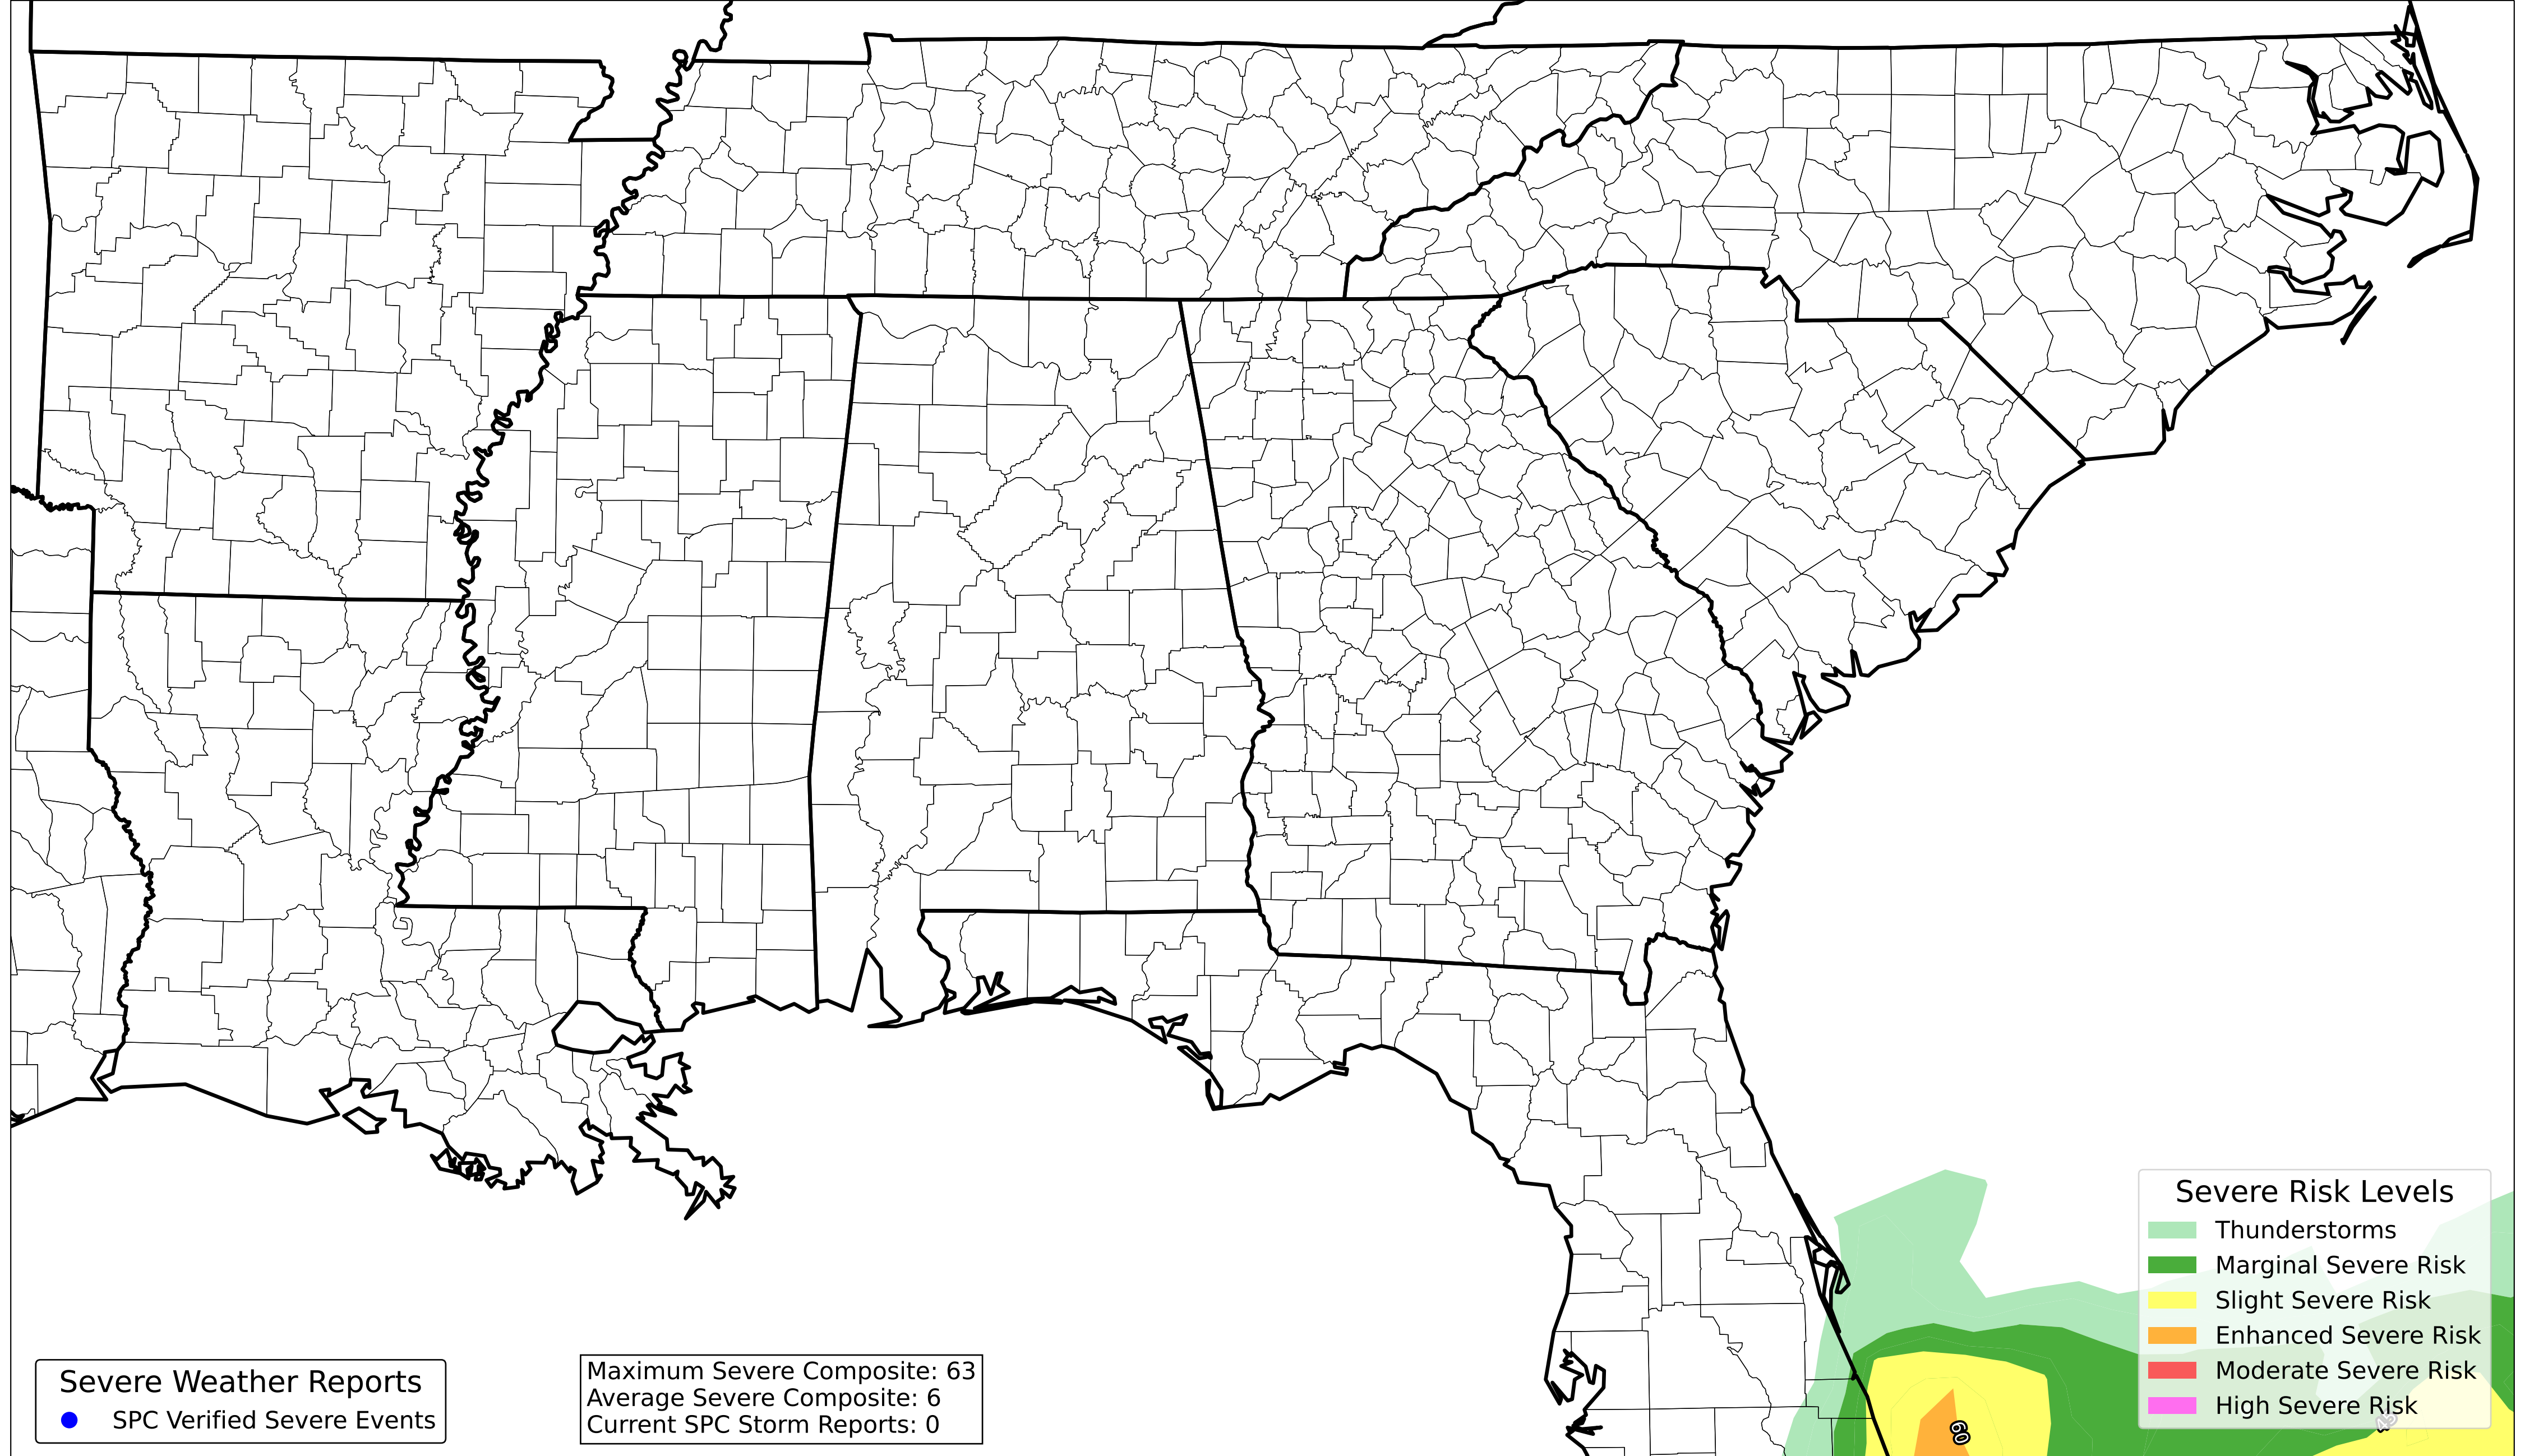 Severe Risk Levels
Thunderstorms
Marginal Severe Risk
Slight Severe Risk
Enhanced Severe Risk
Moderate Severe Risk
High Severe Risk
45
60
Severe Weather Reports
SPC Verified Severe Events
Maximum Severe Composite: 63
Average Severe Composite: 6
Current SPC Storm Reports: 0